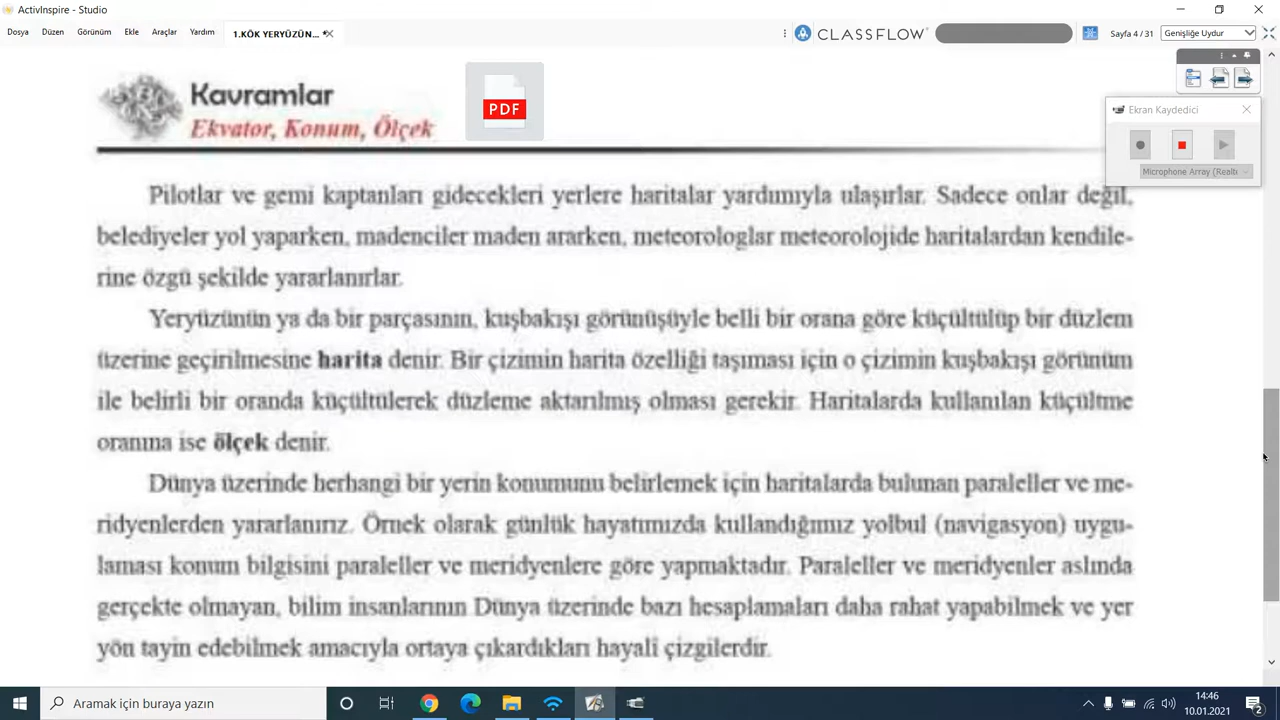 ActivInspire - Studio
Dosya Düzen Görünüm Ekle Araçlar Yardım 1.KÖK YERYÜZÜN... CLASSFLOW Sayfa 4 / 31 Genişliğe Uydur
Ekran Kaydedici
Microphone Array (Realte
Kavramlar
Ekvator, Konum, Ölçek
PDF
Pilotlar ve gemi kaptanları gidecekleri yerlere haritalar yardımıyla ulaşırlar. Sadece onlar değil,
belediyeler yol yaparken, madenciler maden ararken, meteorologlar meteorolojide haritalardan kendile-
rine özgü şekilde yararlanırlar.
Yeryüzünün ya da bir parçasının, kuşbakışı görünüşüyle belli bir orana göre küçültülüp bir düzlem
üzerine geçirilmesine harita denir. Bir çizimin harita özelliği taşıması için o çizimin kuşbakışı görünüm
ile belirli bir oranda küçültülerek düzleme aktarılmış olması gerekir. Haritalarda kullanılan küçültme
oranına ise ölçek denir.
Dünya üzerinde herhangi bir yerin konumunu belirlemek için haritalarda bulunan paraleller ve me-
ridyenlerden yararlanırız. Örnek olarak günlük hayatımızda kullandığımız yolbul (navigasyon) uygu-
laması konum bilgisini paraleller ve meridyenlere göre yapmaktadır. Paraleller ve meridyenler aslında
gerçekte olmayan, bilim insanlarının Dünya üzerinde bazı hesaplamaları daha rahat yapabilmek ve yer
yön tayin edebilmek amacıyla ortaya çıkardıkları hayali çizgilerdir.
Aramak için buraya yazın
14:46
10.01.2021
2